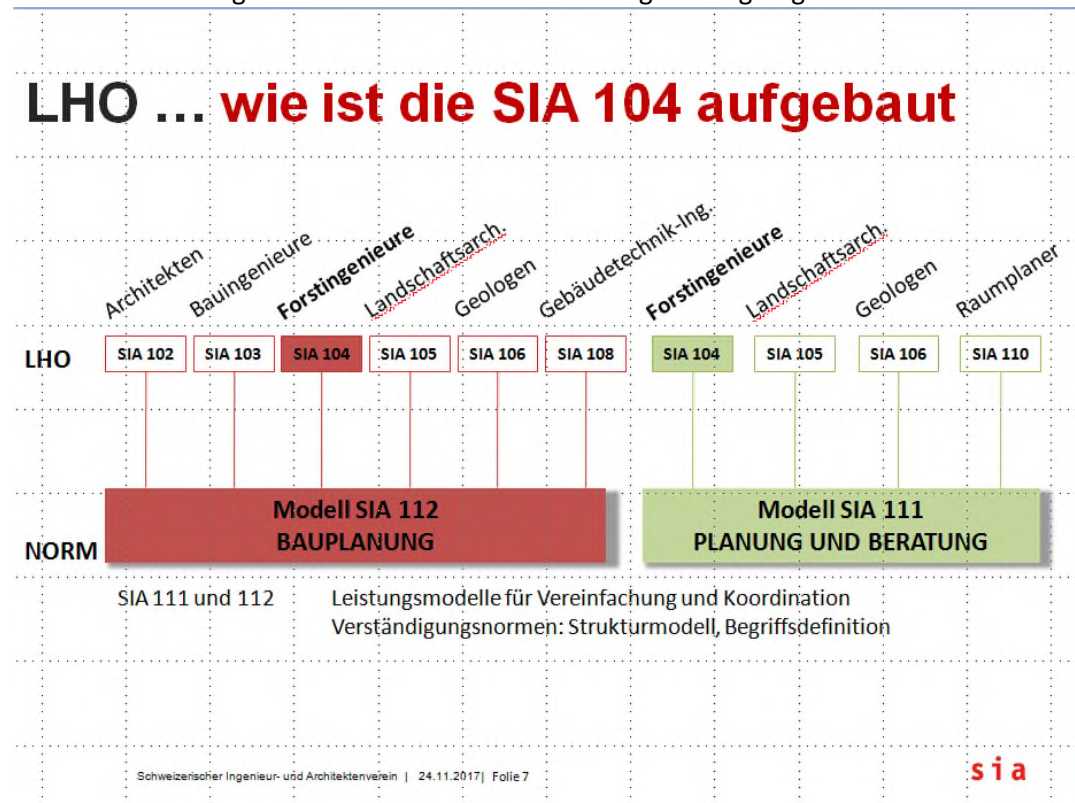 LHO ... wie ist die SIA 104 aufgebaut
Architekten
Bauingenieure
Forstingenieure
Landschaftsarch.
Geologen
Gebäudetechnik-Ing.
Forstingenieure
Landschaftsarch.
Geologen
Raumplaner
LHO
SIA 102
SIA 103
SIA 104
SIA 105
SIA 106
SIA 108
SIA 104
SIA 105
SIA 106
SIA 110
NORM
Modell SIA 112
BAUPLANUNG
Modell SIA 111
PLANUNG UND BERATUNG
SIA 111 und 112
Leistungsmodelle für Vereinfachung und Koordination
Verständigungsnormen: Strukturmodell, Begriffsdefinition
Schweizerischer Ingenieur- und Architektenverein | 24.11.2017| Folie 7
sia